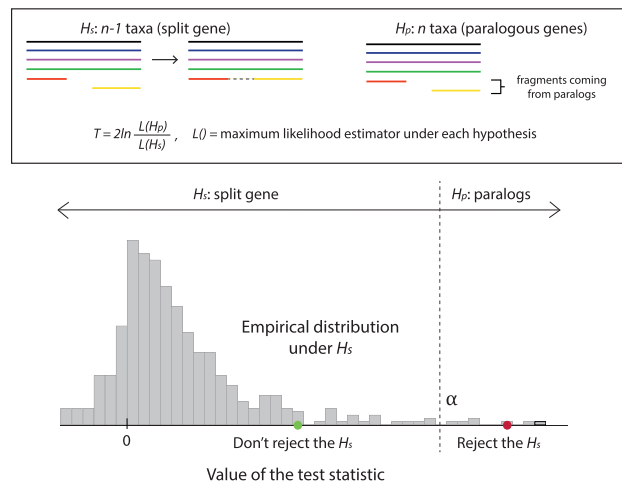 Hs: n-1 taxa (split gene)
Hp: n taxa (paralogous genes)
fragments coming
from paralogs
T = 2ln L(Hp)/L(Hs) , L() = maximum likelihood estimator under each hypothesis
Hs: split gene
Hp: paralogs
Empirical distribution
under Hs
α
0
Don't reject the Hs
Reject the Hs
Value of the test statistic